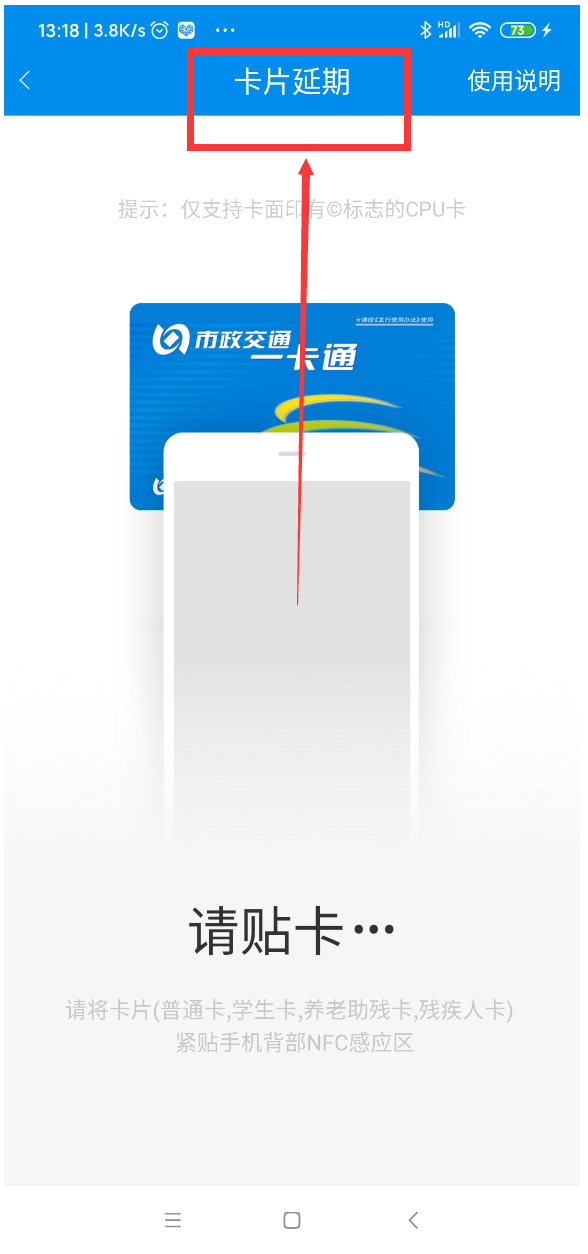 13:18 | 3.8K/s
HD
73
卡片延期
使用说明
提示：仅支持卡面印有©标志的CPU卡
市政交通
一卡通
请贴卡···
请将卡片(普通卡,学生卡,养老助残卡,残疾人卡)
紧贴手机背部NFC感应区